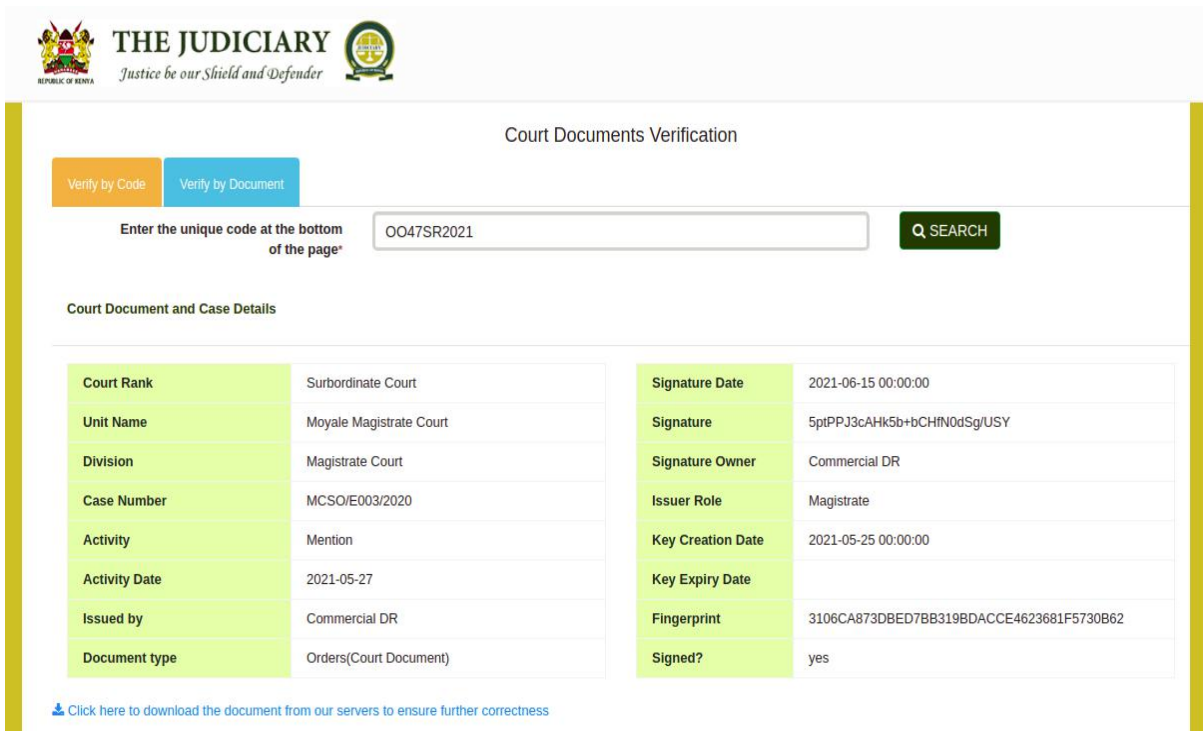 THE JUDICIARY
Justice be our Shield and Defender
REPUBLIC OF KENYA
Court Documents Verification
Verify by Code
Verify by Document
Enter the unique code at the bottom
of the page*
OO47SR2021
SEARCH
Court Document and Case Details
Court Rank Surbordinate Court
Unit Name Moyale Magistrate Court
Division Magistrate Court
Case Number MCSO/E003/2020
Activity Mention
Activity Date 2021-05-27
Issued by Commercial DR
Document type Orders(Court Document)
Signature Date 2021-06-15 00:00:00
Signature 5ptPPJ3cAHk5b+bCHfN0dSg/USY
Signature Owner Commercial DR
Issuer Role Magistrate
Key Creation Date 2021-05-25 00:00:00
Key Expiry Date
Fingerprint 3106CA873DBED7BB319BDACCE4623681F5730B62
Signed? yes
Click here to download the document from our servers to ensure further correctness